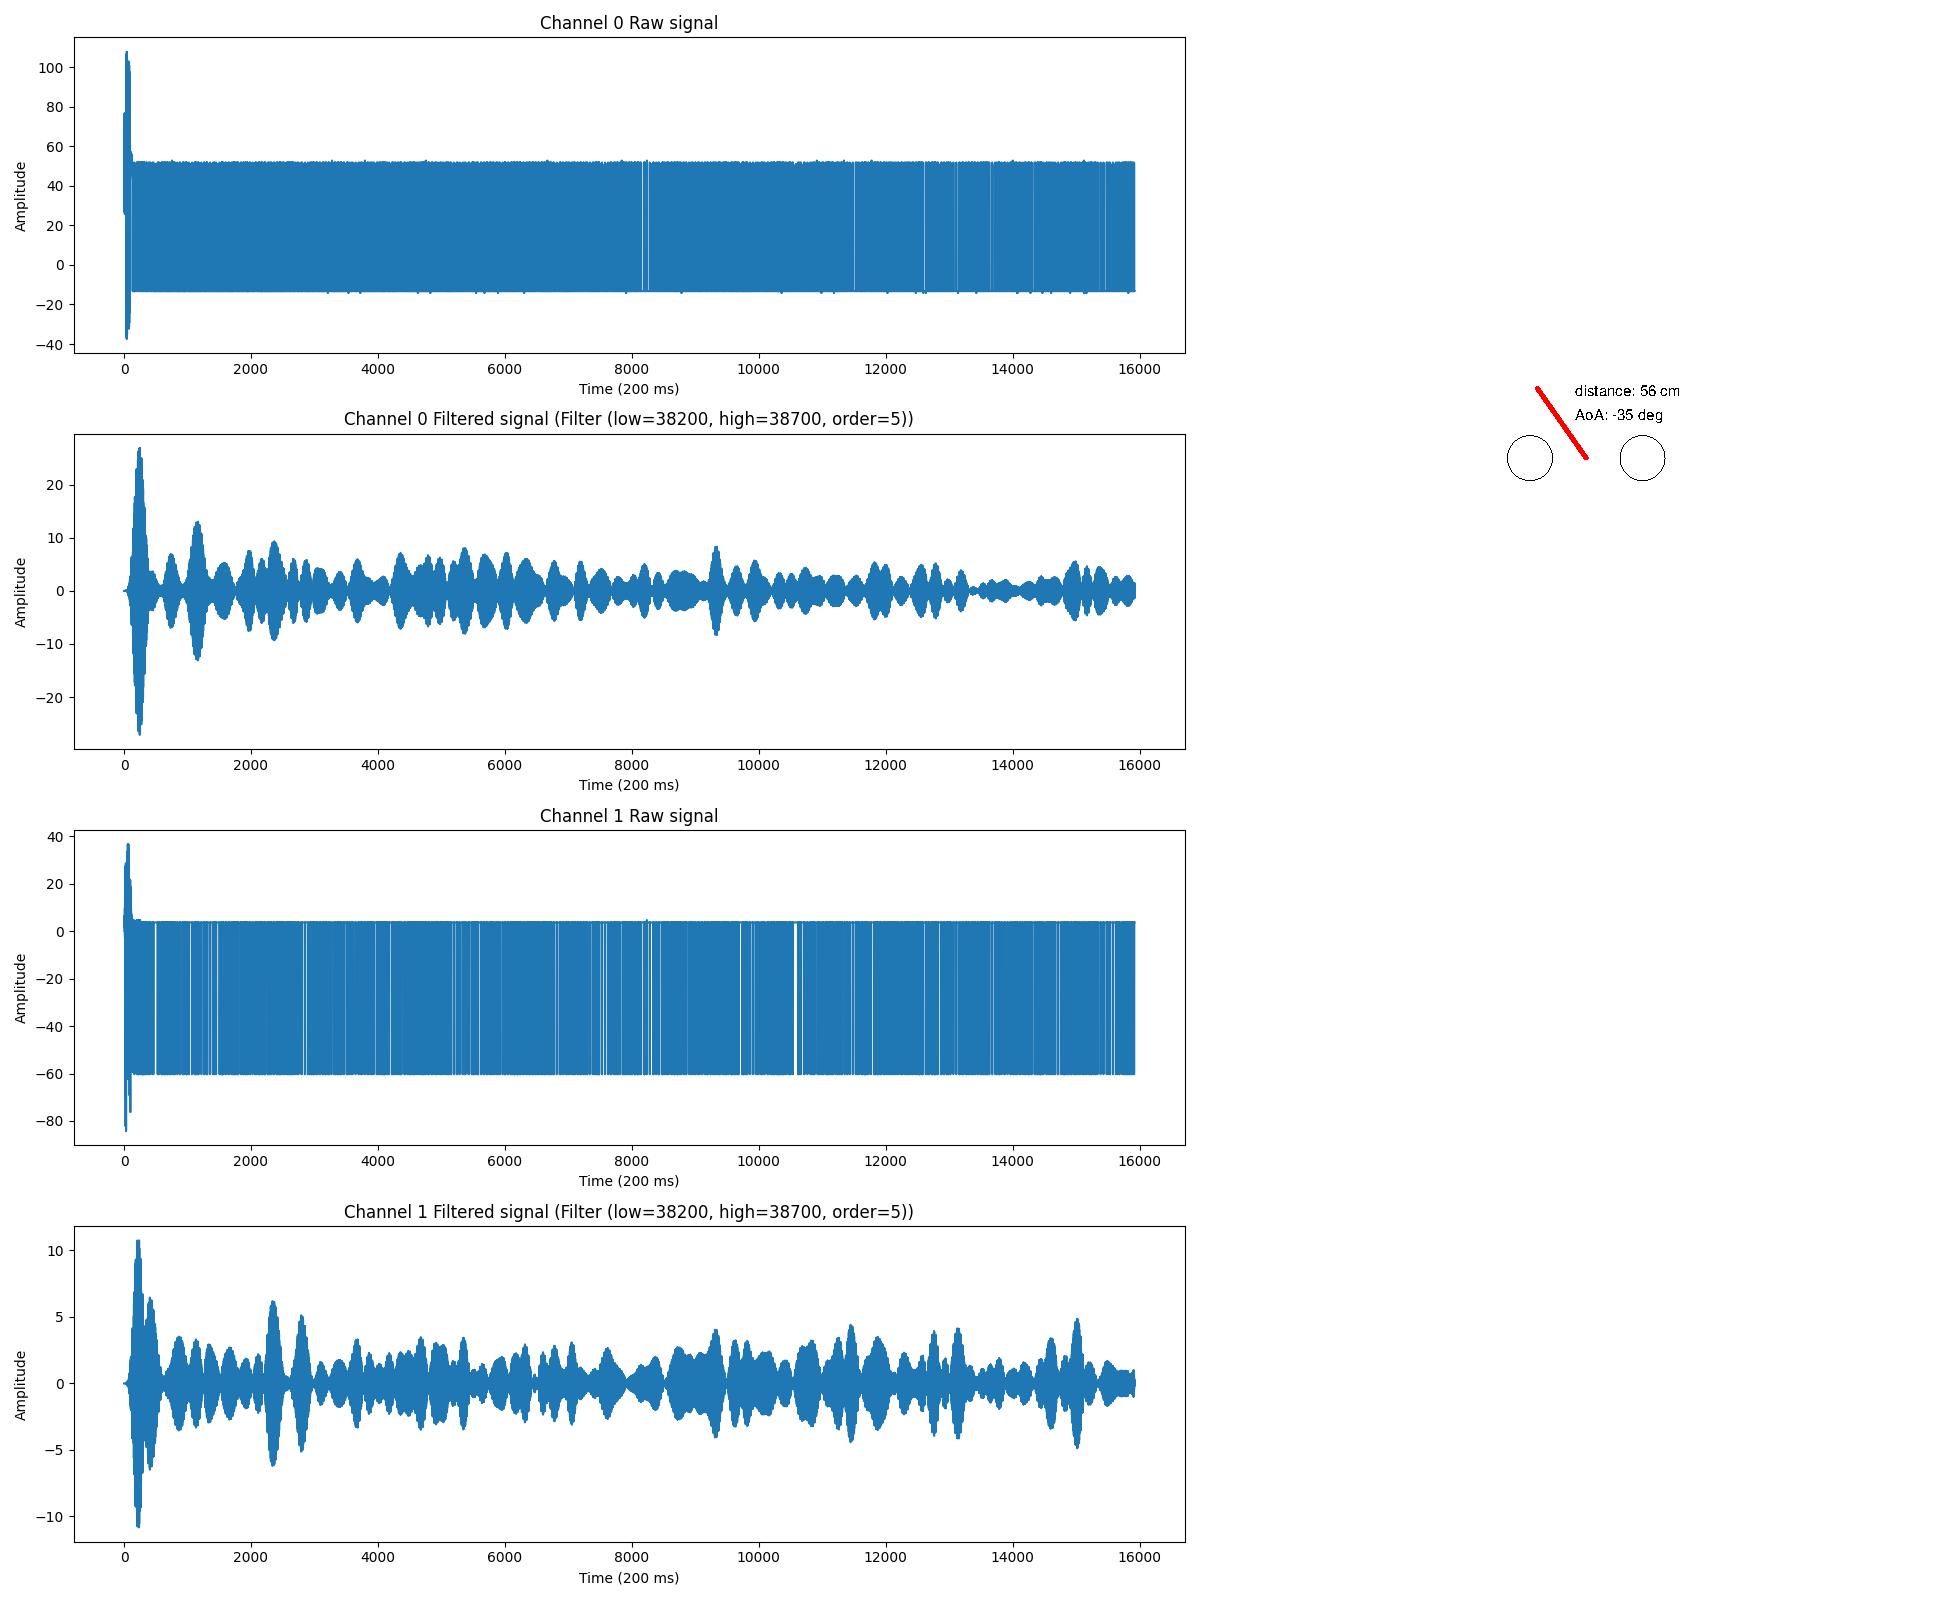 Channel 0 Raw signal
Amplitude
100
80
60
40
20
0
−20
−40
0 2000 4000 6000 8000 10000 12000 14000 16000
Time (200 ms)
distance: 56 cm
AoA: -35 deg
Channel 0 Filtered signal (Filter (low=38200, high=38700, order=5))
Amplitude
20
10
0
−10
−20
0 2000 4000 6000 8000 10000 12000 14000 16000
Time (200 ms)
Channel 1 Raw signal
Amplitude
40
20
0
−20
−40
−60
−80
0 2000 4000 6000 8000 10000 12000 14000 16000
Time (200 ms)
Channel 1 Filtered signal (Filter (low=38200, high=38700, order=5))
Amplitude
10
5
0
−5
−10
0 2000 4000 6000 8000 10000 12000 14000 16000
Time (200 ms)